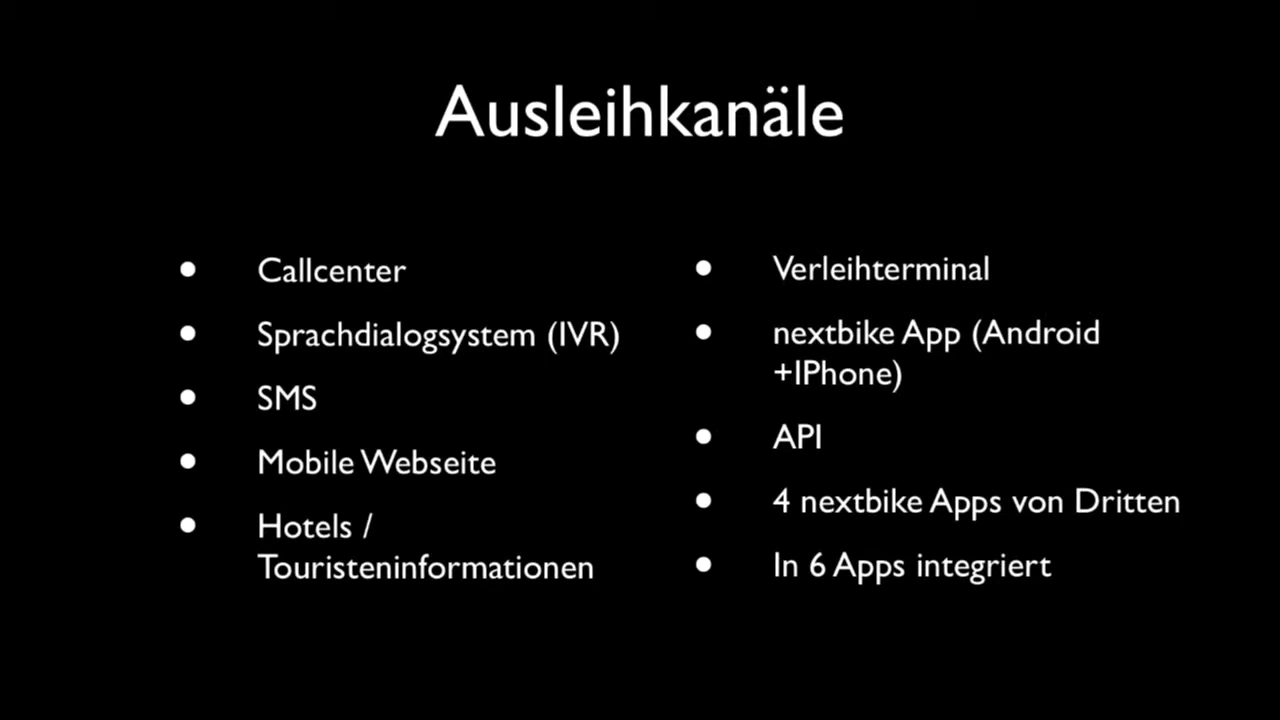 Ausleihkanäle
• Callcenter
• Sprachdialogsystem (IVR)
• SMS
• Mobile Webseite
• Hotels /
Touristeninformationen
• Verleihterminal
• nextbike App (Android
+IPhone)
• API
• 4 nextbike Apps von Dritten
• In 6 Apps integriert